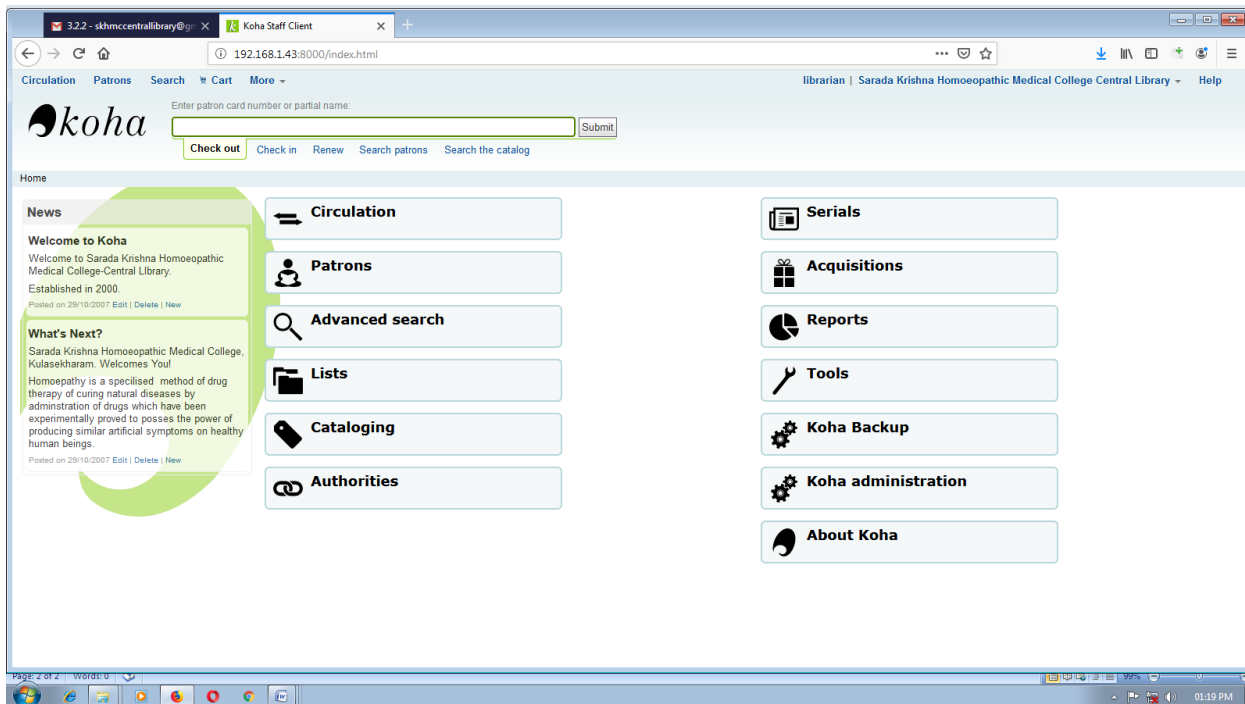 3.2.2 - skhmccentrallibrary@gm
Koha Staff Client
192.168.1.43:8000/index.html
Circulation Patrons Search Cart More
librarian | Sarada Krishna Homoeopathic Medical College Central Library Help
koha
Enter patron card number or partial name:
Submit
Check out Check in Renew Search patrons Search the catalog
Home
News
Welcome to Koha
Welcome to Sarada Krishna Homoeopathic
Medical College-Central LIbrary.
Established in 2000.
Posted on 29/10/2007 Edit | Delete | New
What's Next?
Sarada Krishna Homoeopathic Medical College,
Kulasekharam. Welcomes You!
Homoepathy is a specilised method of drug
therapy of curing natural diseases by
adminstration of drugs which have been
experimentally proved to posses the power of
producing similar artificial symptoms on healthy
human beings.
Posted on 29/10/2007 Edit | Delete | New
Circulation
Patrons
Advanced search
Lists
Cataloging
Authorities
Serials
Acquisitions
Reports
Tools
Koha Backup
Koha administration
About Koha
Page: 2 of 2 Words: 0
99%
01:19 PM